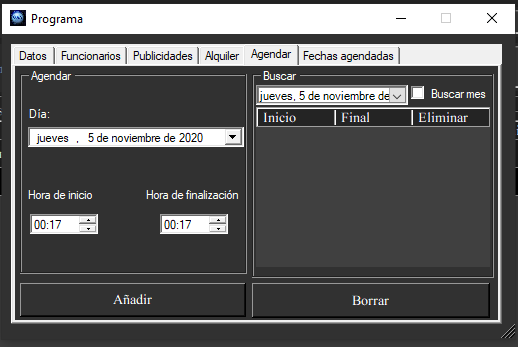 Programa
Datos Funcionarios Publicidades Alquiler Agendar Fechas agendadas
Agendar
Día:
jueves , 5 de noviembre de 2020
Hora de inicio Hora de finalización
00:17 00:17
Añadir
Buscar
jueves, 5 de noviembre de Buscar mes
Inicio Final Eliminar
Borrar